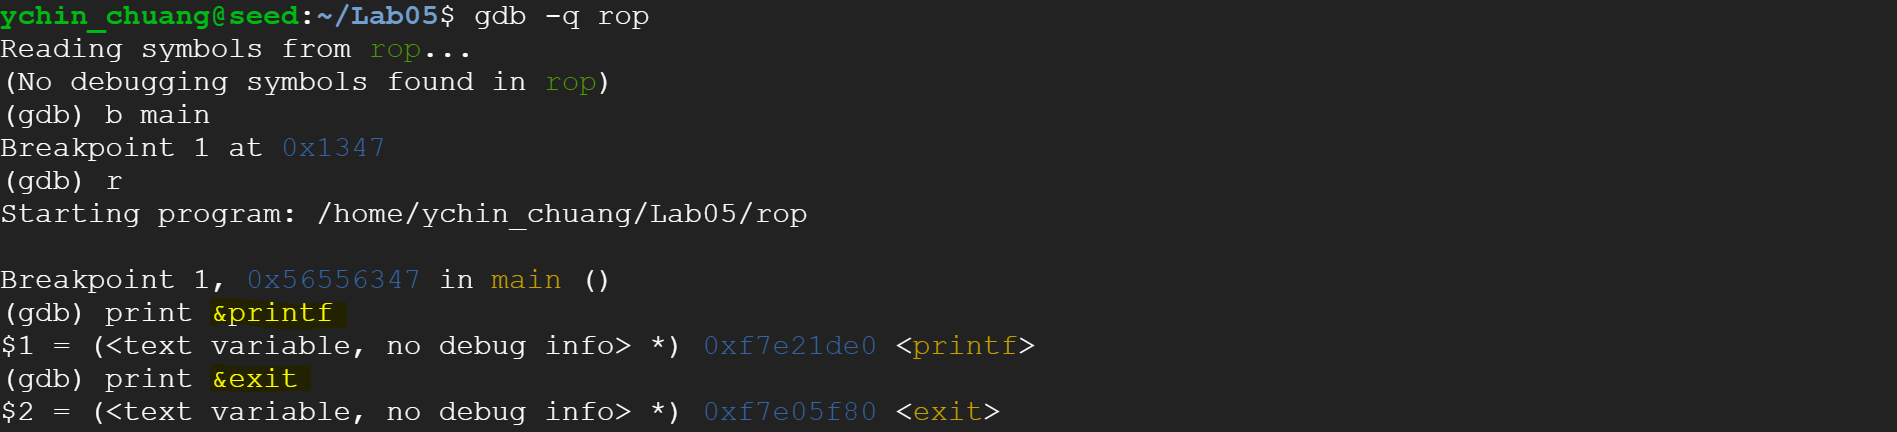 ychin_chuang@seed:~/Lab05$ gdb -q rop
Reading symbols from rop...
(No debugging symbols found in rop)
(gdb) b main
Breakpoint 1 at 0x1347
(gdb) r
Starting program: /home/ychin_chuang/Lab05/rop
Breakpoint 1, 0x56556347 in main ()
(gdb) print &printf
$1 = (<text variable, no debug info> *) 0xf7e21de0 <printf>
(gdb) print &exit
$2 = (<text variable, no debug info> *) 0xf7e05f80 <exit>